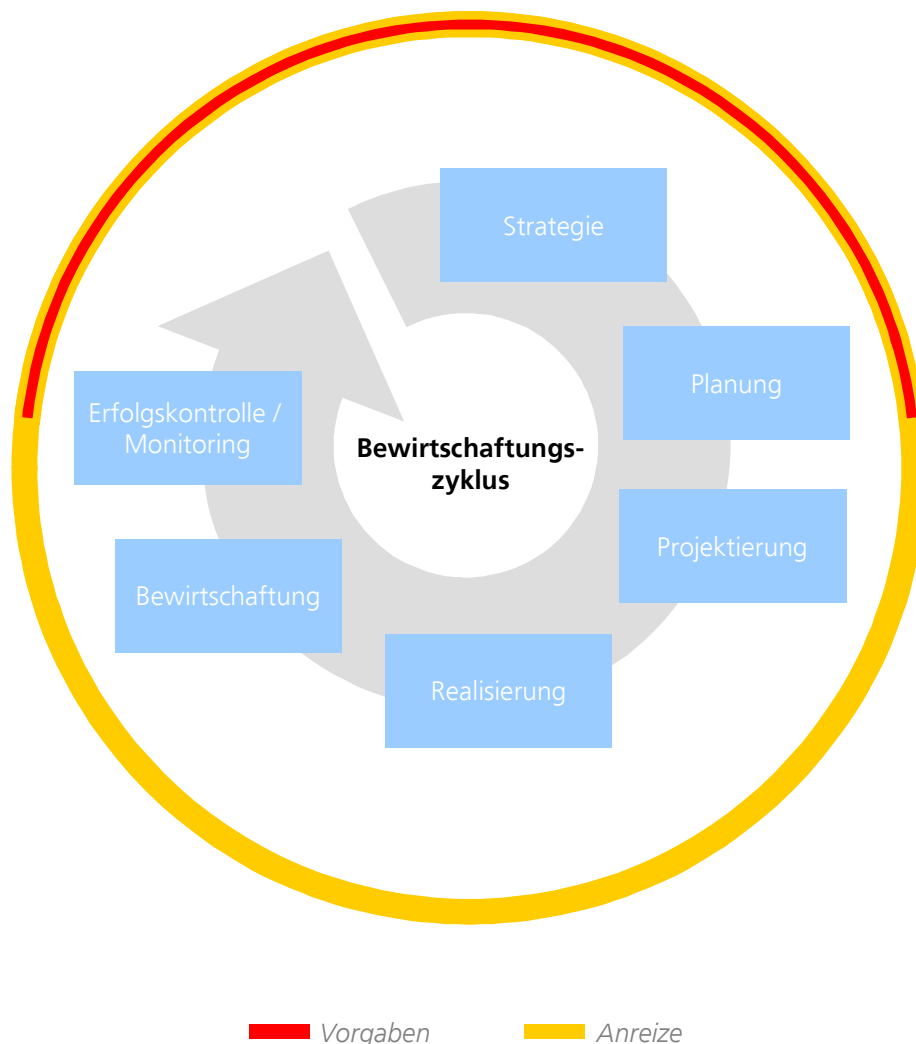 Strategie
Planung
Projektierung
Realisierung
Bewirtschaftung
Erfolgskontrolle /
Monitoring
Bewirtschaftungs-
zyklus
Vorgaben
Anreize